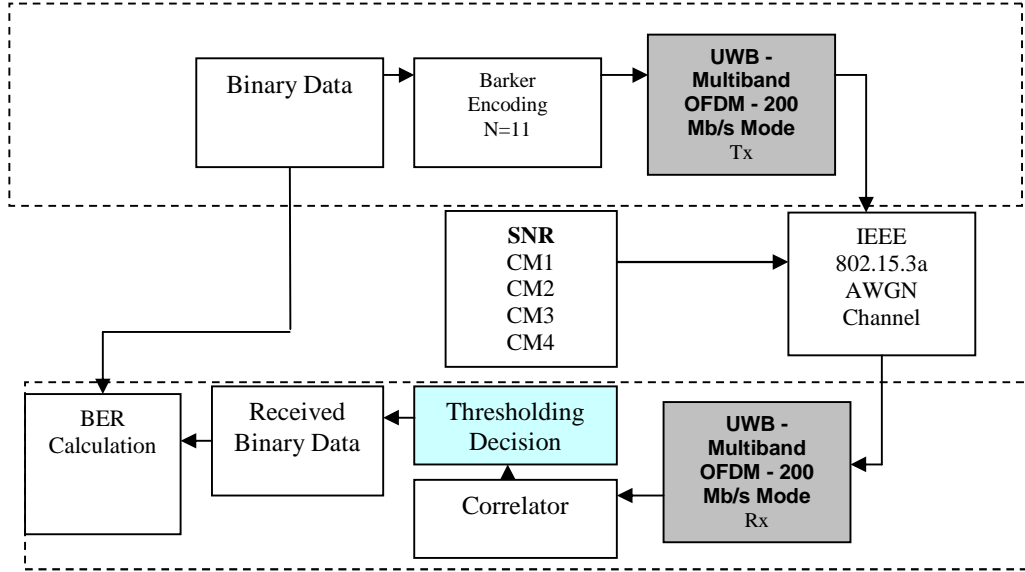 Binary Data
Barker
Encoding
N=11
UWB -
Multiband
OFDM - 200
Mb/s Mode
Tx
SNR
CM1
CM2
CM3
CM4
IEEE
802.15.3a
AWGN
Channel
BER
Calculation
Received
Binary Data
Thresholding
Decision
Correlator
UWB -
Multiband
OFDM - 200
Mb/s Mode
Rx